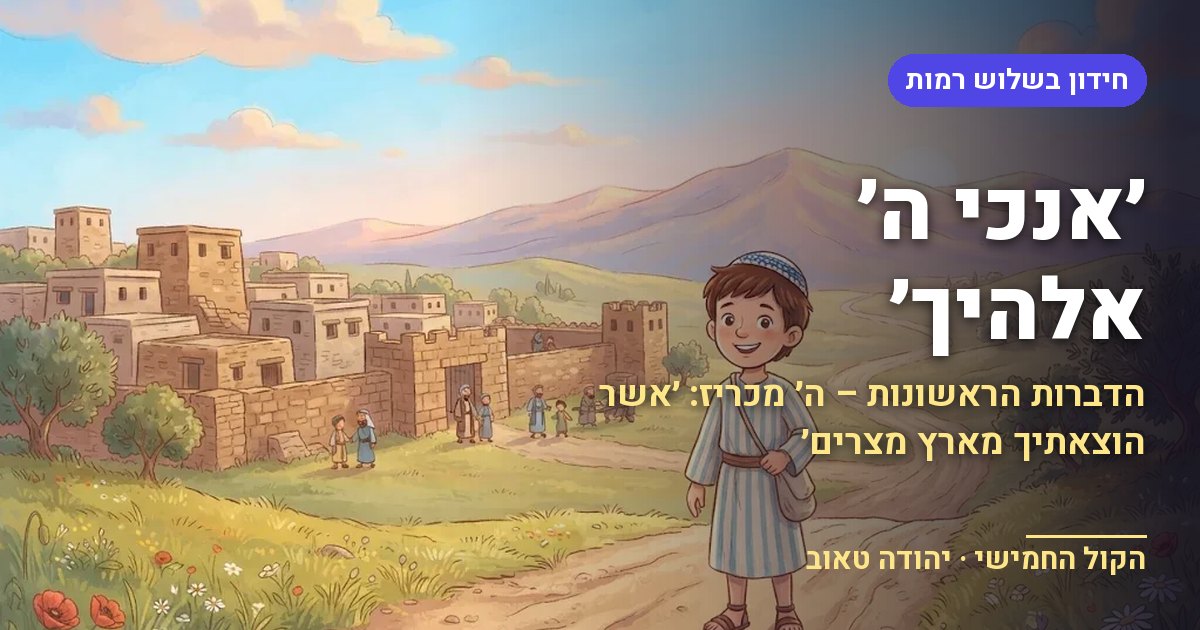 חידון בשלוש רמות
'אנכי ה'
אלהיך'
הדברות הראשונות – ה' מכריז: 'אשר
הוצאתיך מארץ מצרים'
הקול החמישי · יהודה טאוב